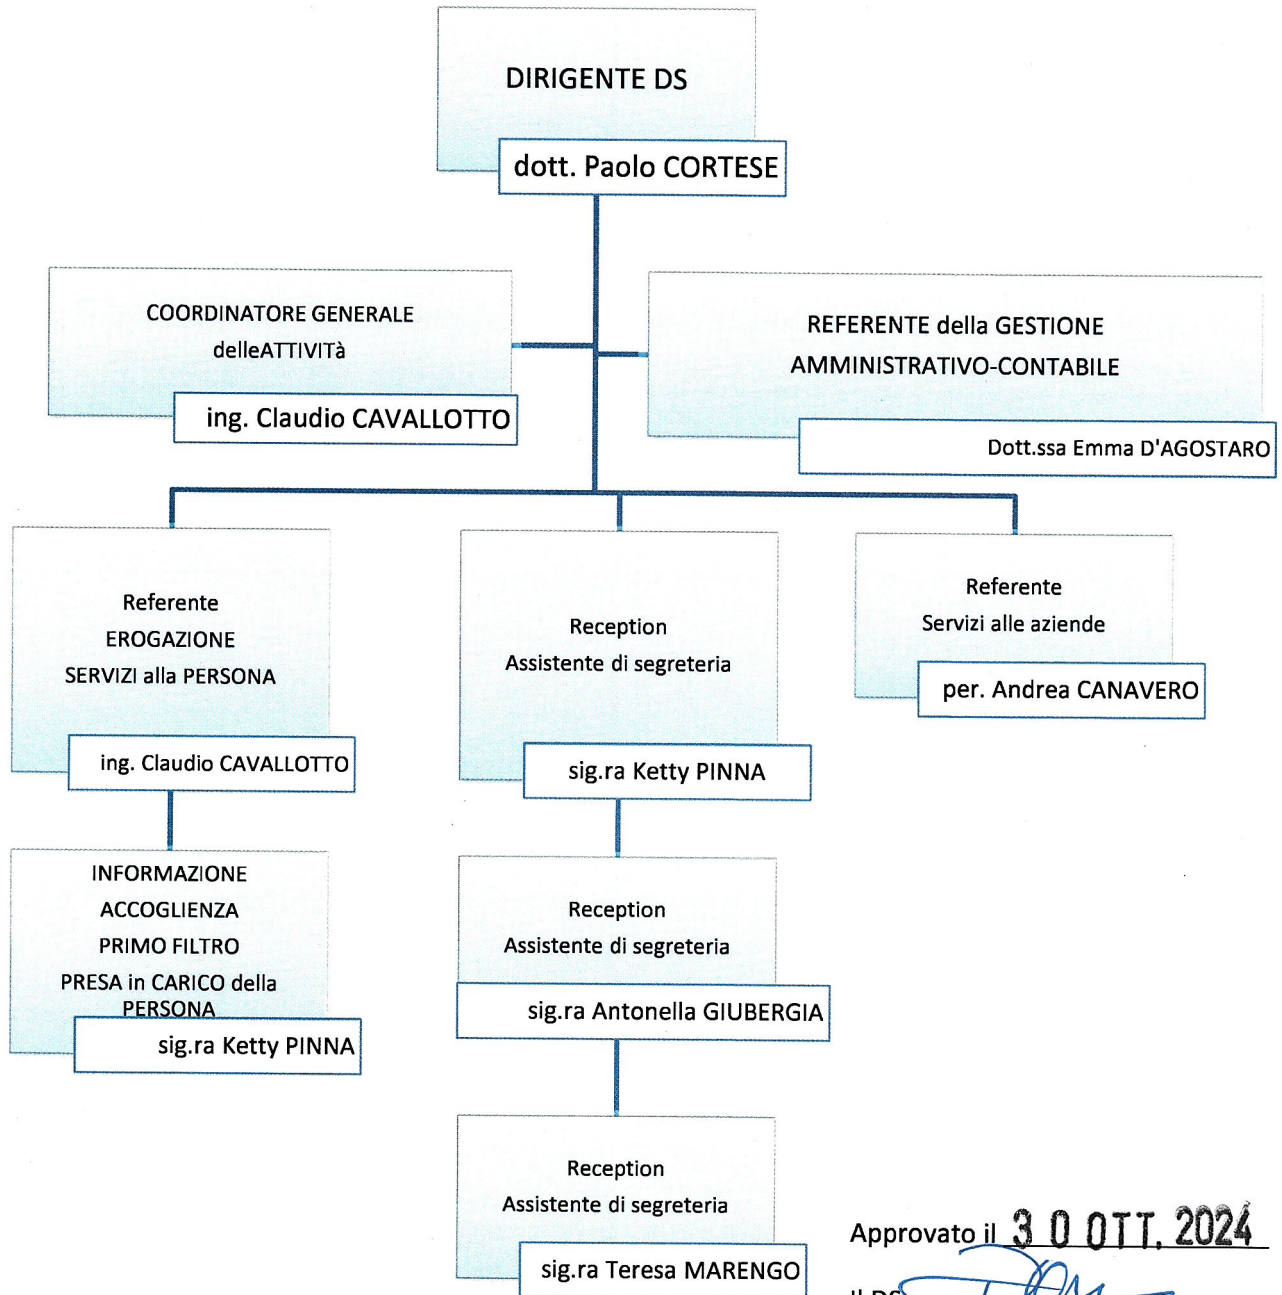 DIRIGENTE DS
dott. Paolo CORTESE
COORDINATORE GENERALE
delleATTIVITà
ing. Claudio CAVALLOTTO
REFERENTE della GESTIONE
AMMINISTRATIVO-CONTABILE
Dott.ssa Emma D'AGOSTARO
Referente
EROGAZIONE
SERVIZI alla PERSONA
ing. Claudio CAVALLOTTO
Reception
Assistente di segreteria
sig.ra Ketty PINNA
Referente
Servizi alle aziende
per. Andrea CANAVERO
INFORMAZIONE
ACCOGLIENZA
PRIMO FILTRO
PRESA in CARICO della
PERSONA
sig.ra Ketty PINNA
Reception
Assistente di segreteria
sig.ra Antonella GIUBERGIA
Reception
Assistente di segreteria
sig.ra Teresa MARENGO
Approvato il 30 OTT. 2024
Il DS